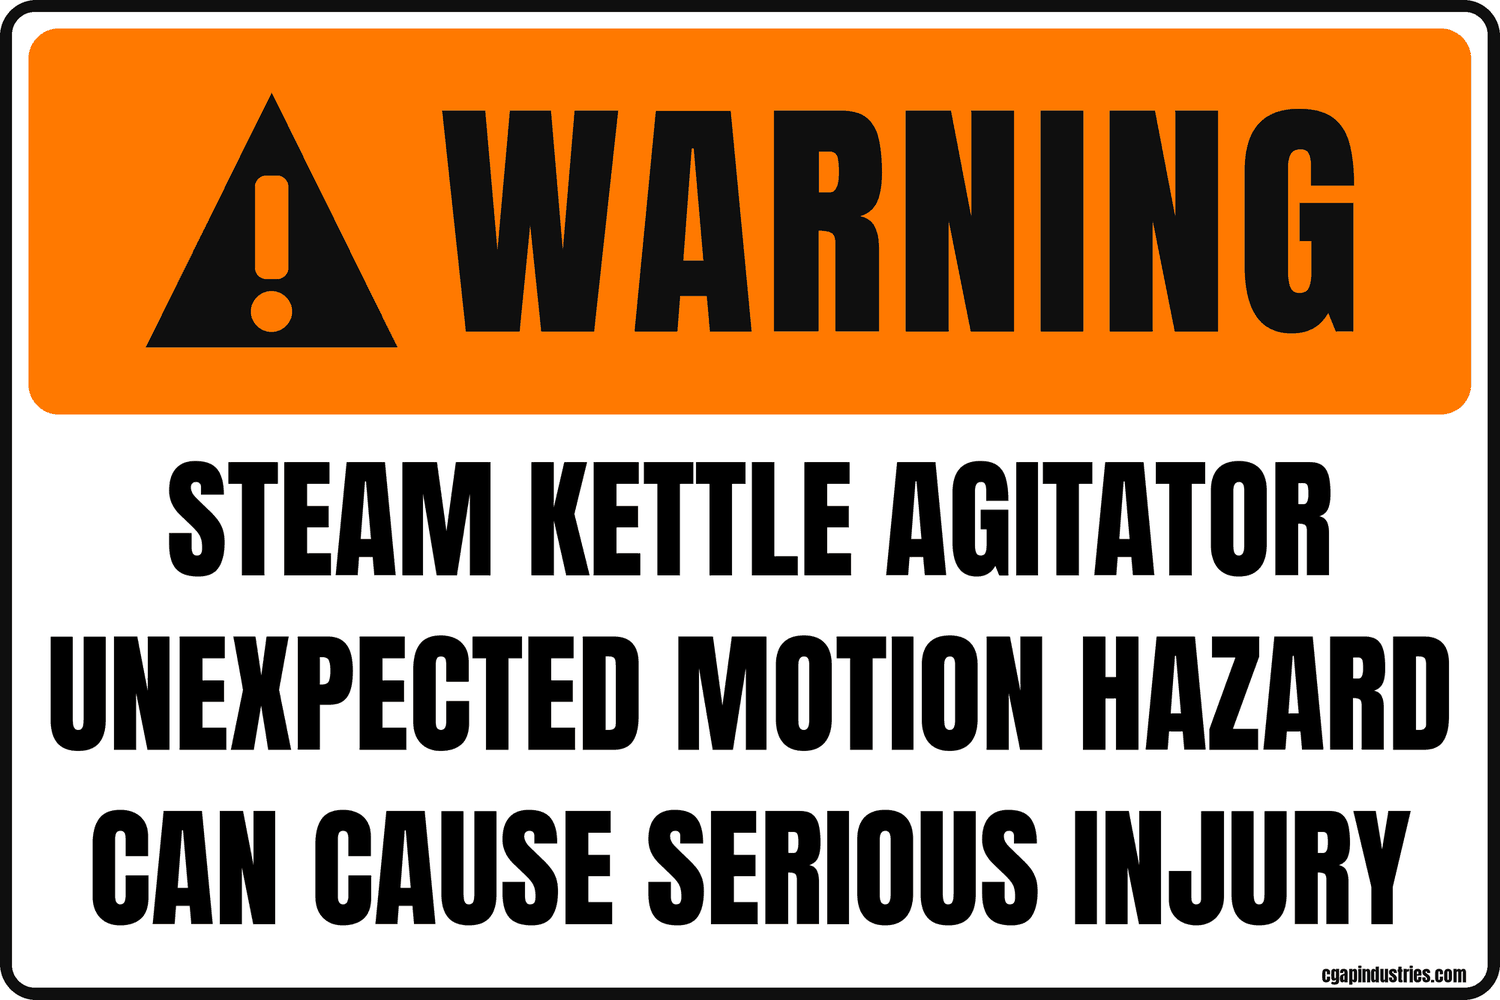 WARNING
STEAM KETTLE AGITATOR
UNEXPECTED MOTION HAZARD
CAN CAUSE SERIOUS INJURY
cgapindustries.com